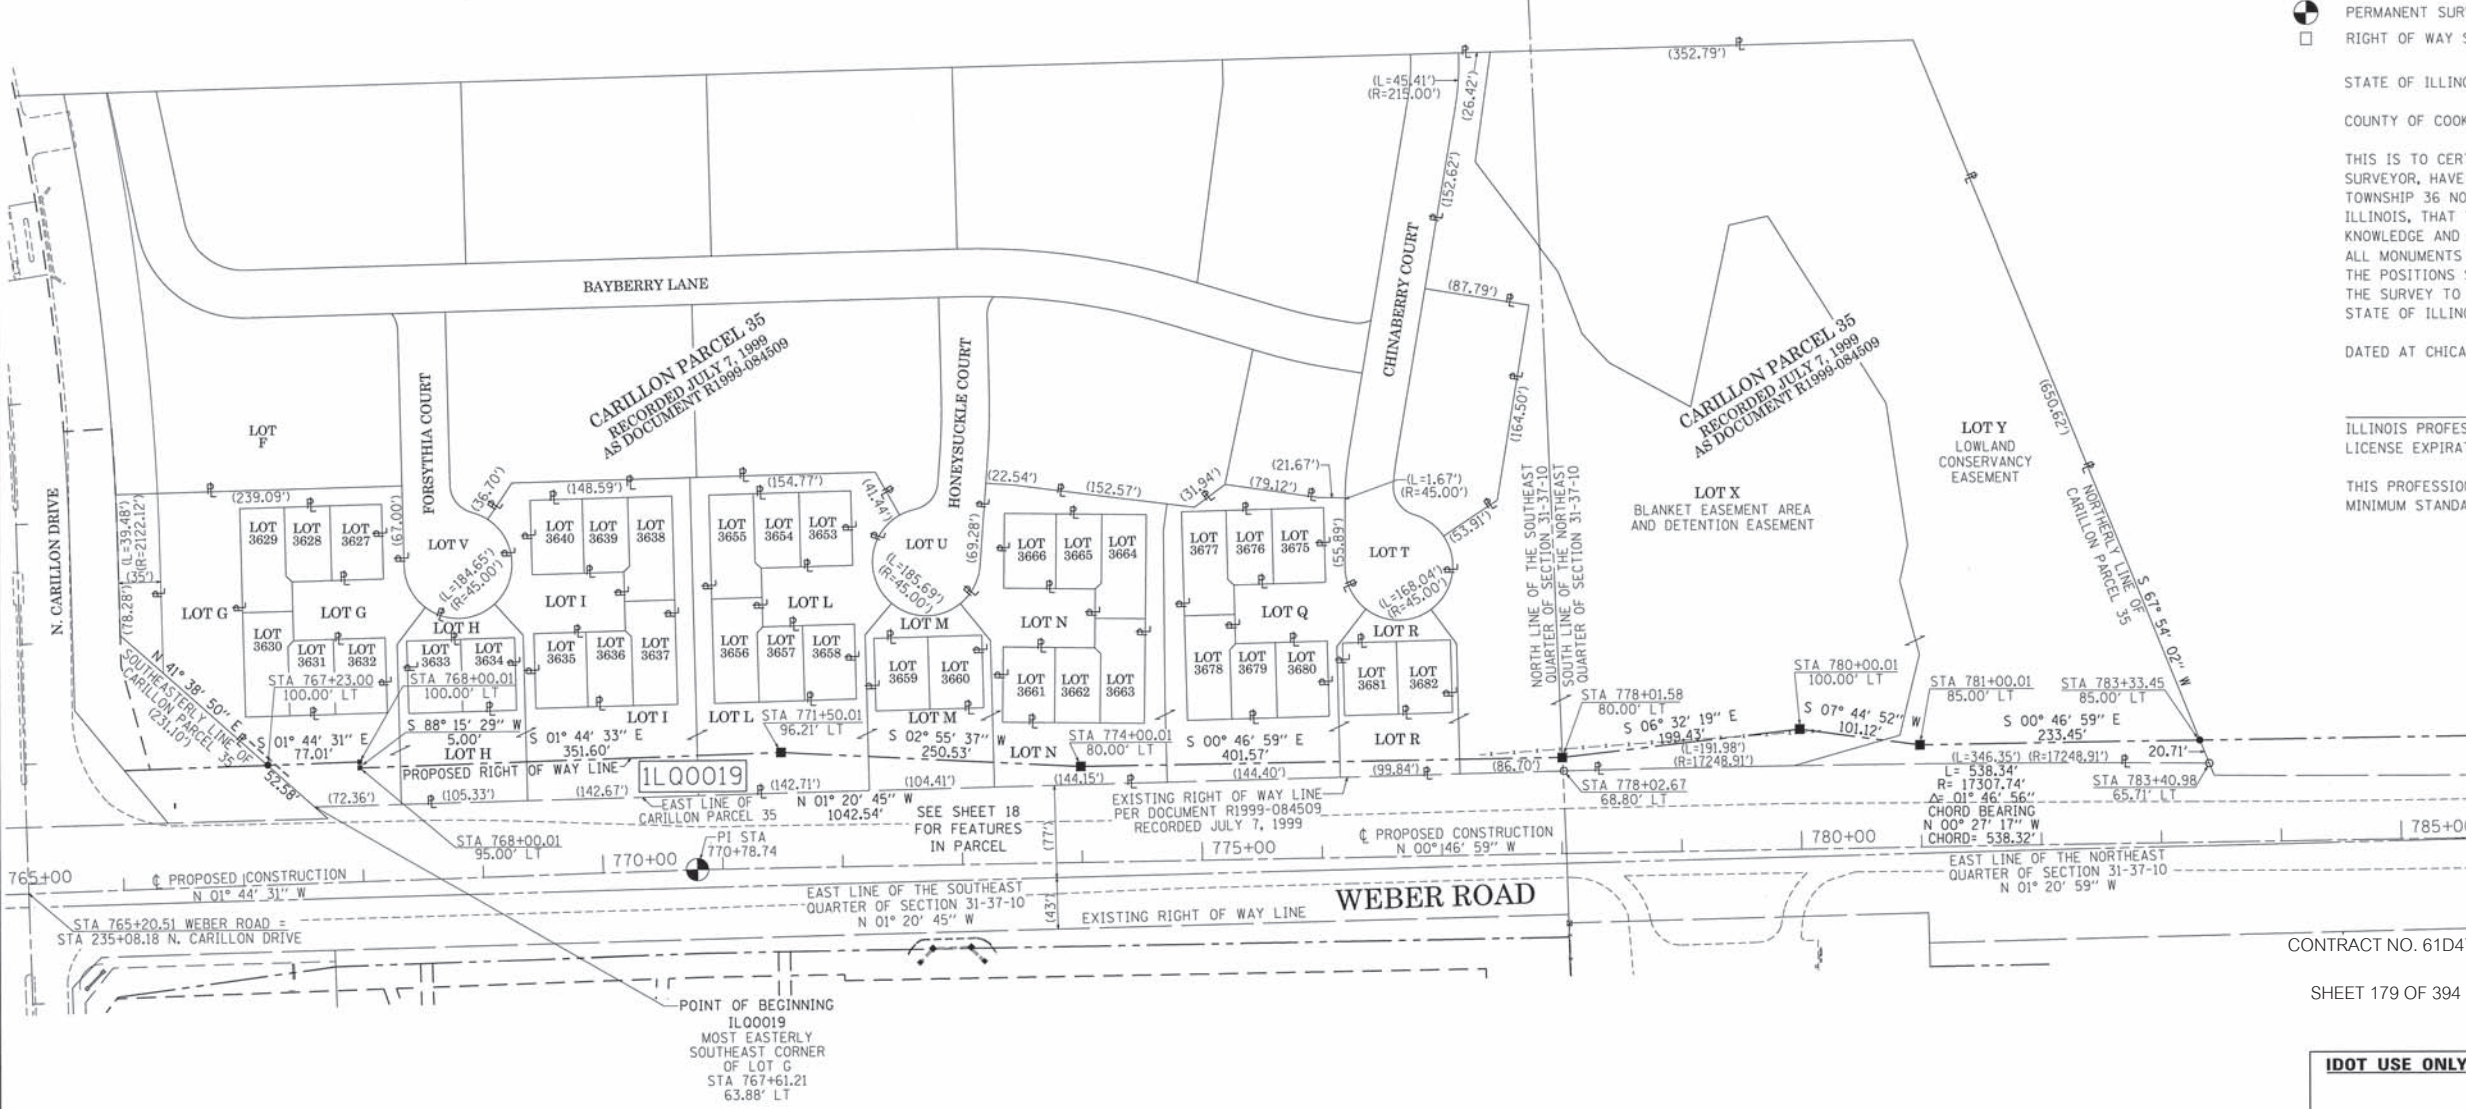 PERMANENT SUR
RIGHT OF WAY S
STATE OF ILLIN
COUNTY OF COOK
THIS IS TO CERT
SURVEYOR, HAVE
TOWNSHIP 36 NO
ILLINOIS, THAT
KNOWLEDGE AND
ALL MONUMENTS
THE POSITIONS S
THE SURVEY TO
STATE OF ILLIN
DATED AT CHICA
ILLINOIS PROFES
LICENSE EXPIRAT
THIS PROFESSION
MINIMUM STANDA
(352.79')
(L=45.41')
(R=215.00')
(26.42')
(152.62')
BAYBERRY LANE
CHINABERRY COURT
(87.79')
(164.50')
CARILLON PARCEL 35
RECORDED JULY 7, 1999
AS DOCUMENT R1999-084509
CARILLON PARCEL 35
RECORDED JULY 7, 1999
AS DOCUMENT R1999-084509
(650.62')
LOT Y
LOWLAND
CONSERVANCY
EASEMENT
LOT X
BLANKET EASEMENT AREA
AND DETENTION EASEMENT
NORTHERLY LINE OF
CARILLON PARCEL 35
S 67° 54' 02" W
NORTH LINE OF THE SOUTHEAST
QUARTER OF SECTION 31-37-10
SOUTH LINE OF THE NORTHEAST
QUARTER OF SECTION 31-37-10
LOT
F
FORSYTHIA COURT
HONEYSUCKLE COURT
N. CARILLON DRIVE
(239.09')
(L=39.48')
(R=2122.12')
(35')
(78.28')
(67.00')
(36.70')
(148.59')
(154.77')
(41.44')
(22.54')
(152.57')
(31.94')
(79.12')
(21.67')
(L=1.67')
(R=45.00')
(69.28')
(55.89')
(53.91')
LOT
3629
LOT
3628
LOT
3627
LOT V
(L=184.65')
(R=45.00')
LOT
3640
LOT
3639
LOT
3638
LOT
3655
LOT
3654
LOT
3653
LOT U
(L=185.69')
(R=45.00')
LOT
3666
LOT
3665
LOT
3664
LOT
3677
LOT
3676
LOT
3675
LOT T
(L=168.04')
(R=45.00')
LOT G
LOT G
LOT H
LOT I
LOT L
LOT M
LOT N
LOT Q
LOT R
LOT
3630
LOT
3631
LOT
3632
LOT
3633
LOT
3634
LOT
3635
LOT
3636
LOT
3637
LOT
3656
LOT
3657
LOT
3658
LOT
3659
LOT
3660
LOT
3661
LOT
3662
LOT
3663
LOT
3678
LOT
3679
LOT
3680
LOT
3681
LOT
3682
N 41° 38' 50" E
SOUTHEASTERLY LINE OF
CARILLON PARCEL 35
(231.10')
52.58'
STA 767+23.00
100.00' LT
STA 768+00.01
100.00' LT
S 01° 44' 31" E
77.01'
S 88° 15' 29" W
5.00'
LOT H
S 01° 44' 33" E
351.60'
LOT I
LOT L
STA 771+50.01
96.21' LT
LOT M
S 02° 55' 37" W
250.53'
LOT N
STA 774+00.01
80.00' LT
S 00° 46' 59" E
401.57'
LOT R
STA 778+01.58
80.00' LT
S 06° 32' 19" E
199.43'
STA 780+00.01
100.00' LT
S 07° 44' 52" W
101.12'
STA 781+00.01
85.00' LT
S 00° 46' 59" E
233.45'
STA 783+33.45
85.00' LT
20.71'
PROPOSED RIGHT OF WAY LINE
1LQ0019
(72.36')
(105.33')
(142.67')
(142.71')
(104.41')
(144.15')
(144.40')
(99.84')
(86.70')
(L=191.98')
(R=17248.91')
(L=346.35') (R=17248.91')
EAST LINE OF
CARILLON PARCEL 35
N 01° 20' 45" W
1042.54'
SEE SHEET 18
FOR FEATURES
IN PARCEL
EXISTING RIGHT OF WAY LINE
PER DOCUMENT R1999-084509
RECORDED JULY 7, 1999
STA 778+02.67
68.80' LT
L= 538.34'
R= 17307.74'
Δ= 01° 46' 56"
CHORD BEARING
N 00° 27' 17" W
CHORD= 538.32'
STA 783+40.98
65.71' LT
STA 768+00.01
95.00' LT
PI STA
770+78.74
(77')
(43')
765+00
770+00
775+00
780+00
785+00
℄ PROPOSED CONSTRUCTION
N 01° 44' 31" W
℄ PROPOSED CONSTRUCTION
N 00° 46' 59" W
EAST LINE OF THE SOUTHEAST
QUARTER OF SECTION 31-37-10
N 01° 20' 45" W
EXISTING RIGHT OF WAY LINE
WEBER ROAD
EAST LINE OF THE NORTHEAST
QUARTER OF SECTION 31-37-10
N 01° 20' 59" W
STA 765+20.51 WEBER ROAD =
STA 235+08.18 N. CARILLON DRIVE
POINT OF BEGINNING
1LQ0019
MOST EASTERLY
SOUTHEAST CORNER
OF LOT G
STA 767+61.21
63.88' LT
CONTRACT NO. 61D4
SHEET 179 OF 394
IDOT USE ONLY